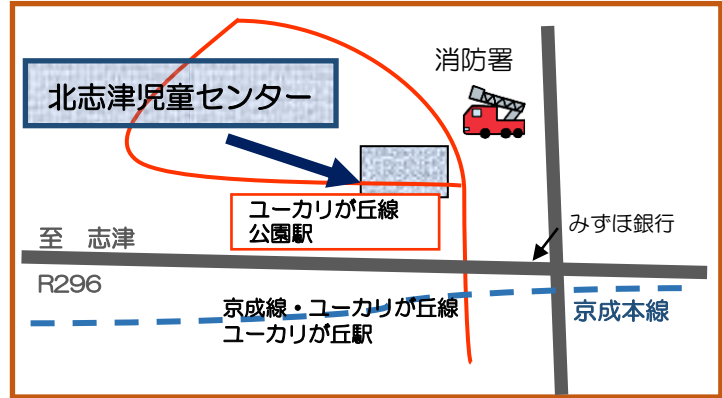 消防署
北志津児童センター
ユーカリが丘線
公園駅
みずほ銀行
至　志津
R296
京成線・ユーカリが丘線
ユーカリが丘駅
京成本線